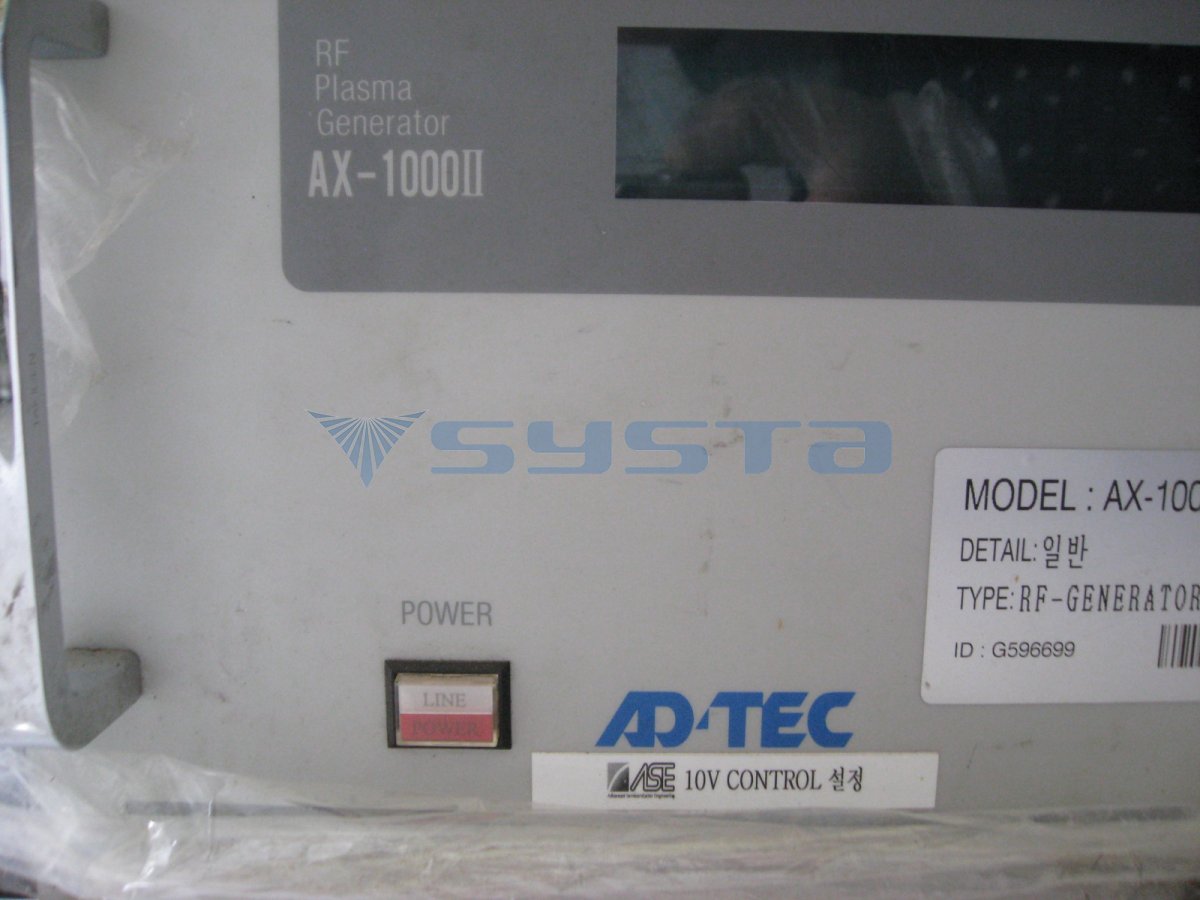 RF
Plasma
Generator
AX-1000II
systa
MODEL : AX-100
DETAIL: 일반
TYPE: RF-GENERATOR
ID : G596699
POWER
LINE
POWER
AD-TEC
ASE 10V CONTROL 설정